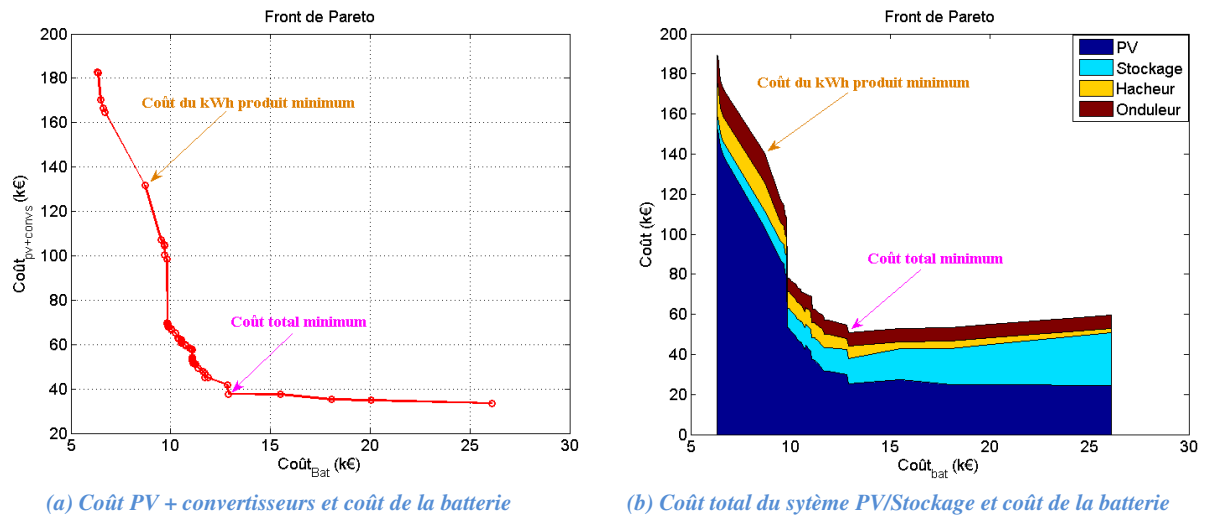 Front de Pareto
200
180
160
140
120
100
80
60
40
20
5
10
15
20
25
30
Coût pv+convs (k€)
Coût Bat (k€)
Coût du kWh produit minimum
Coût total minimum
(a) Coût PV + convertisseurs et coût de la batterie
Front de Pareto
200
180
160
140
120
100
80
60
40
20
0
5
10
15
20
25
30
Coût (k€)
Coût bat (k€)
PV
Stockage
Hacheur
Onduleur
Coût du kWh produit minimum
Coût total minimum
(b) Coût total du sytème PV/Stockage et coût de la batterie